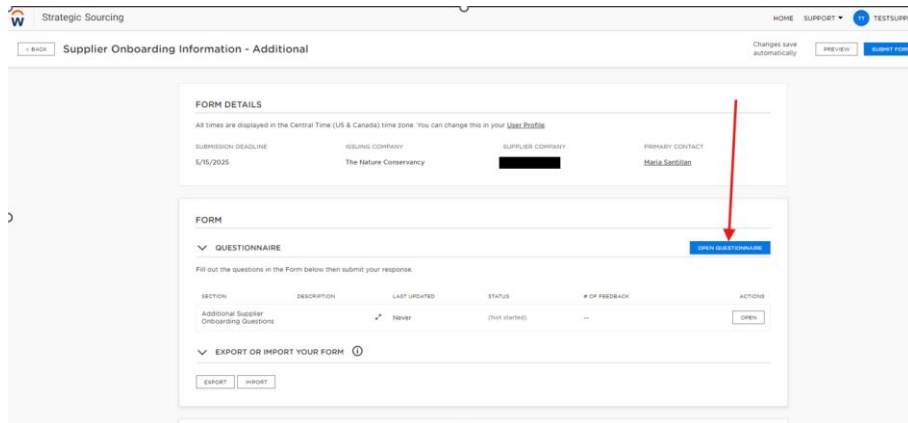 Strategic Sourcing
HOME SUPPORT TT TESTSUPP
< BACK Supplier Onboarding Information - Additional
Changes save automatically
PREVIEW SUBMIT FORM
FORM DETAILS
All times are displayed in the Central Time (US & Canada) time zone. You can change this in your User Profile
SUBMISSION DEADLINE ISSUING COMPANY SUPPLIER COMPANY PRIMARY CONTACT
5/15/2025 The Nature Conservancy Maria Santillan
FORM
QUESTIONNAIRE OPEN QUESTIONNAIRE
Fill out the questions in the Form below then submit your response.
SECTION DESCRIPTION LAST UPDATED STATUS # OF FEEDBACK ACTIONS
Additional Supplier Onboarding Questions Never (Not started) -- OPEN
EXPORT OR IMPORT YOUR FORM
EXPORT IMPORT